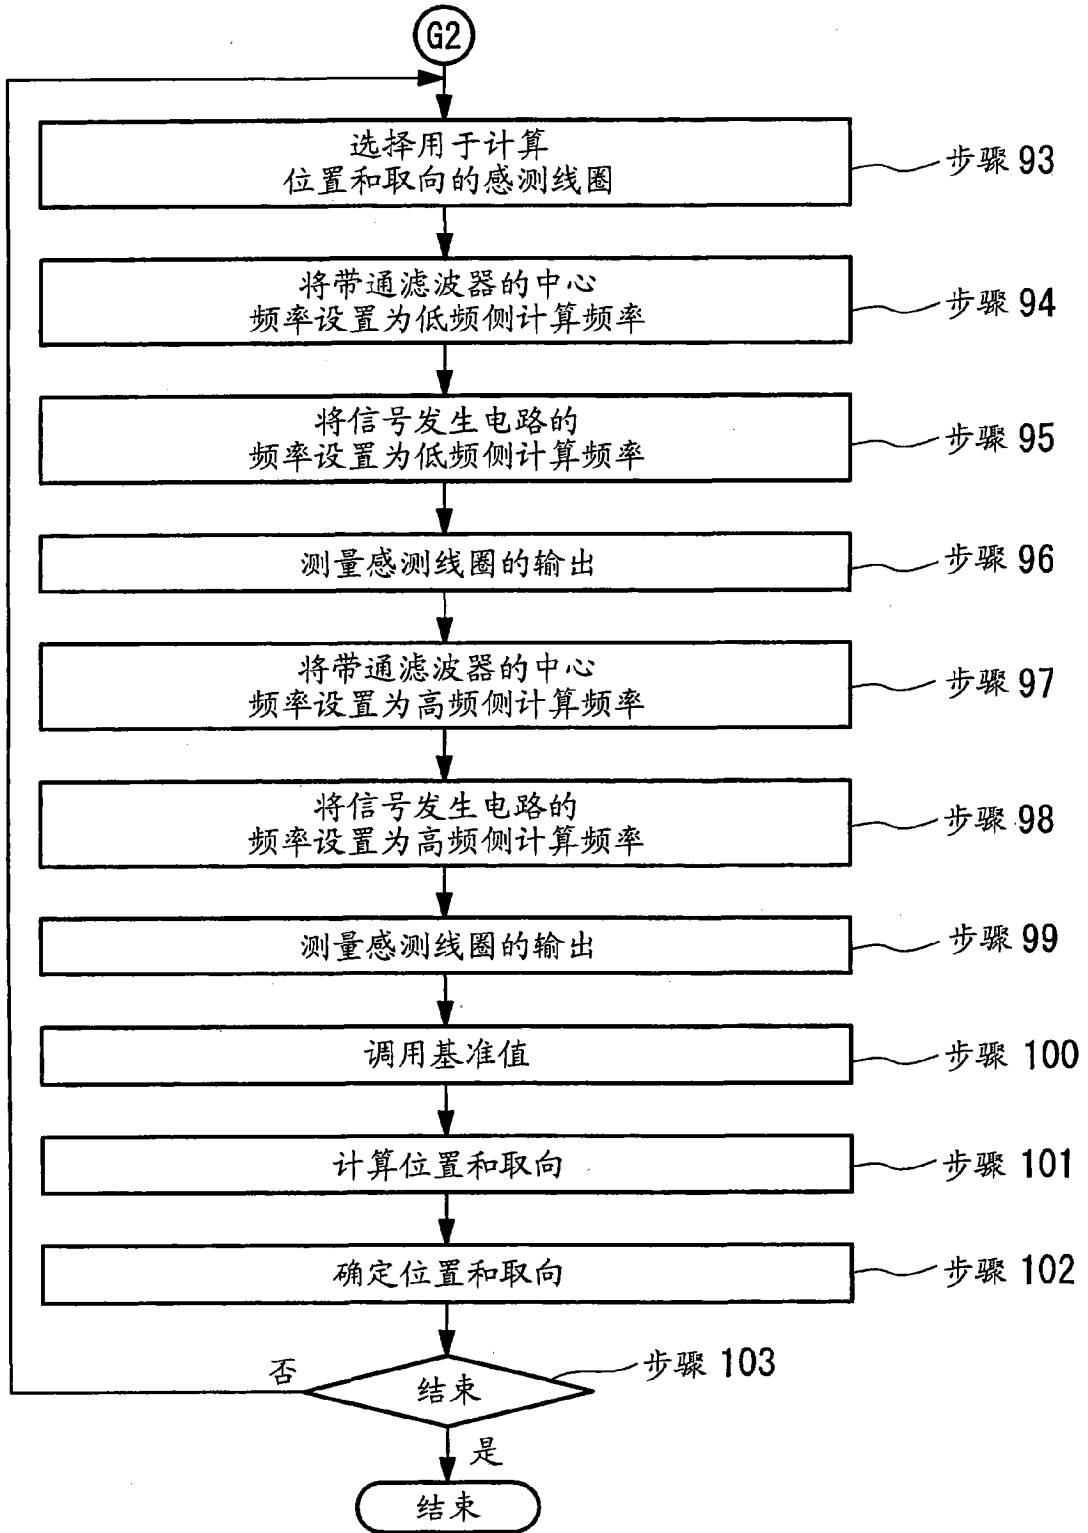 G2
选择用于计算
位置和取向的感测线圈
步骤 93
将带通滤波器的中心
频率设置为低频侧计算频率
步骤 94
将信号发生电路的
频率设置为低频侧计算频率
步骤 95
测量感测线圈的输出
步骤 96
将带通滤波器的中心
频率设置为高频侧计算频率
步骤 97
将信号发生电路的
频率设置为高频侧计算频率
步骤 98
测量感测线圈的输出
步骤 99
调用基准值
步骤 100
计算位置和取向
步骤 101
确定位置和取向
步骤 102
步骤 103
否
结束
是
结束